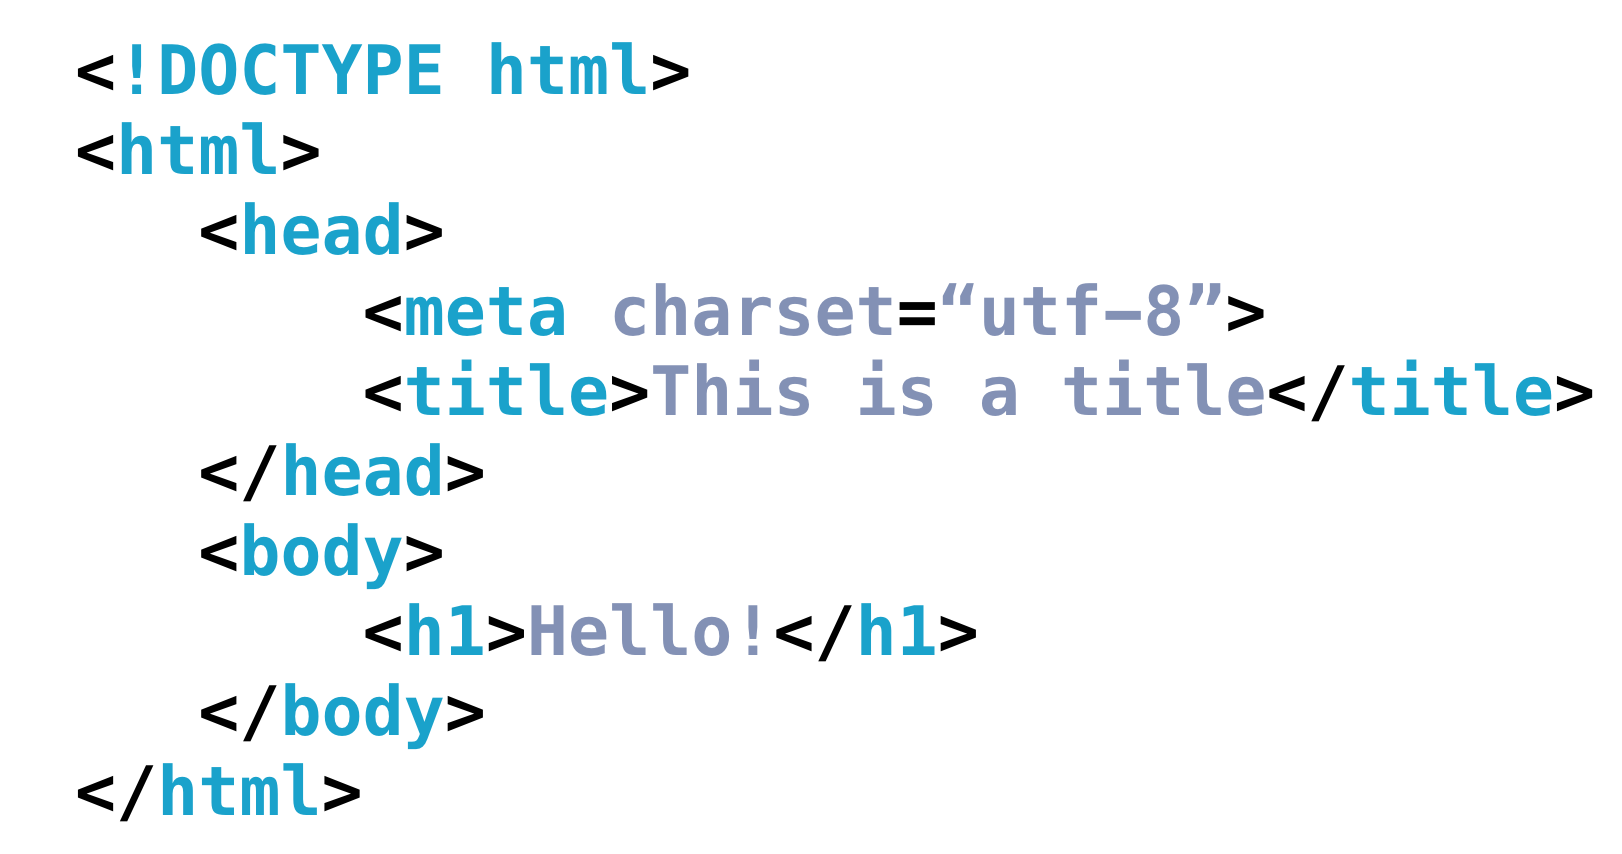 <!DOCTYPE html>
<html>
   <head>
       <meta charset=“utf–8”>
       <title>This is a title</title>
   </head>
   <body>
       <h1>Hello!</h1>
   </body>
</html>